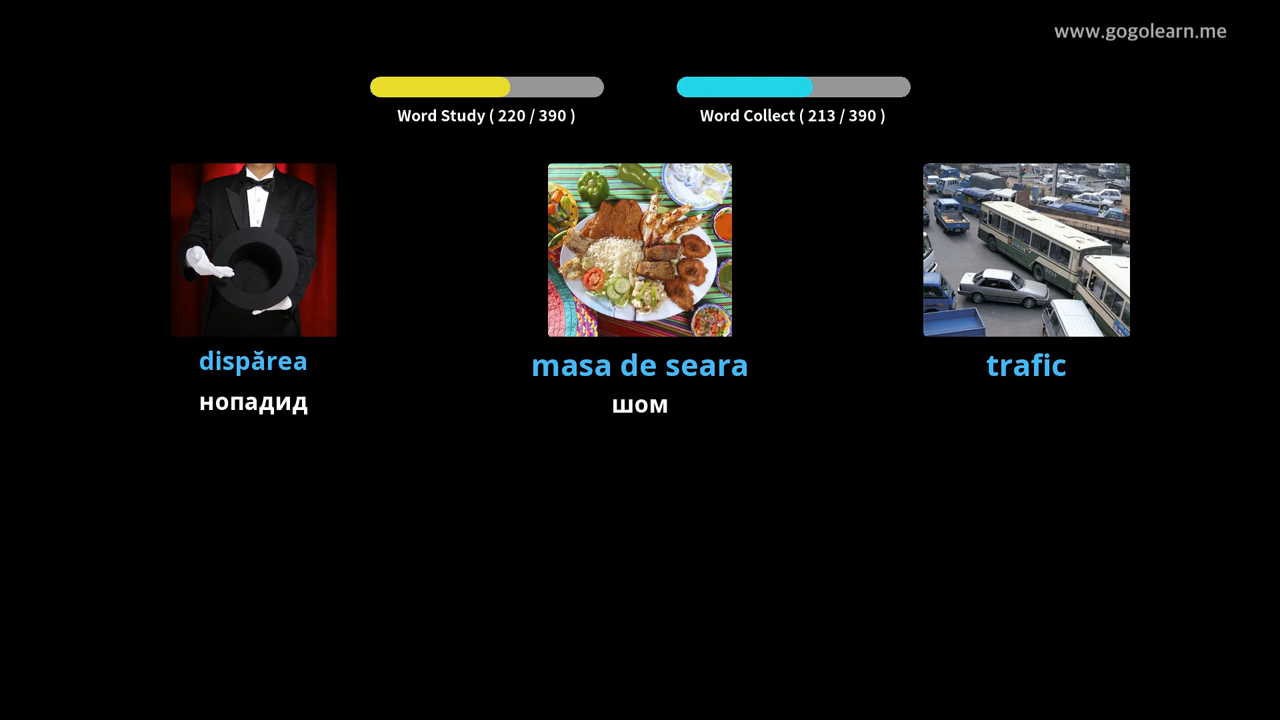 www.gogolearn.me
Word Study ( 220 / 390 )
Word Collect ( 213 / 390 )
dispărea
masa de seara
trafic
нопадид
шом